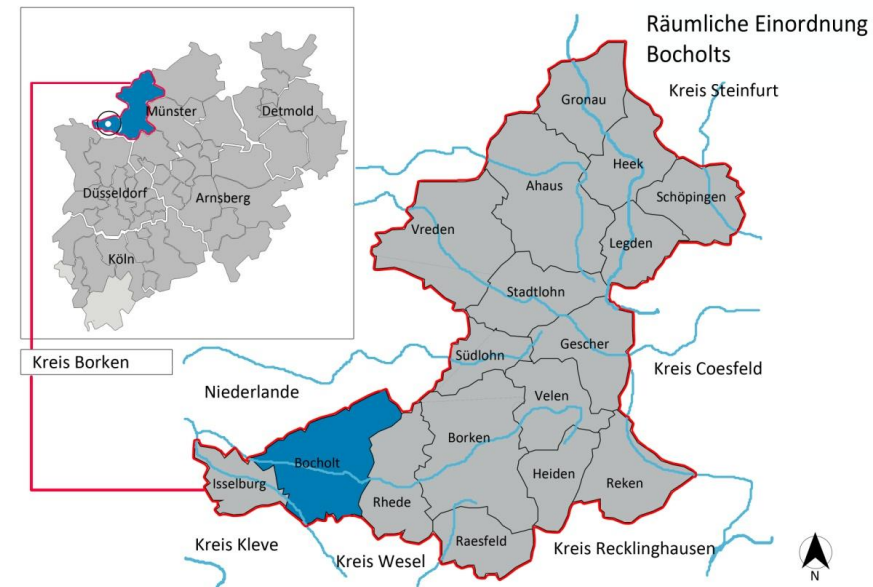 Räumliche Einordnung
Bocholts
Münster
Detmold
Düsseldorf
Arnsberg
Köln
Kreis Borken
Gronau
Kreis Steinfurt
Heek
Ahaus
Schöpingen
Vreden
Legden
Stadtlohn
Gescher
Südlohn
Kreis Coesfeld
Niederlande
Velen
Borken
Bocholt
Isselburg
Heiden
Reken
Rhede
Raesfeld
Kreis Kleve
Kreis Wesel
Kreis Recklinghausen
N